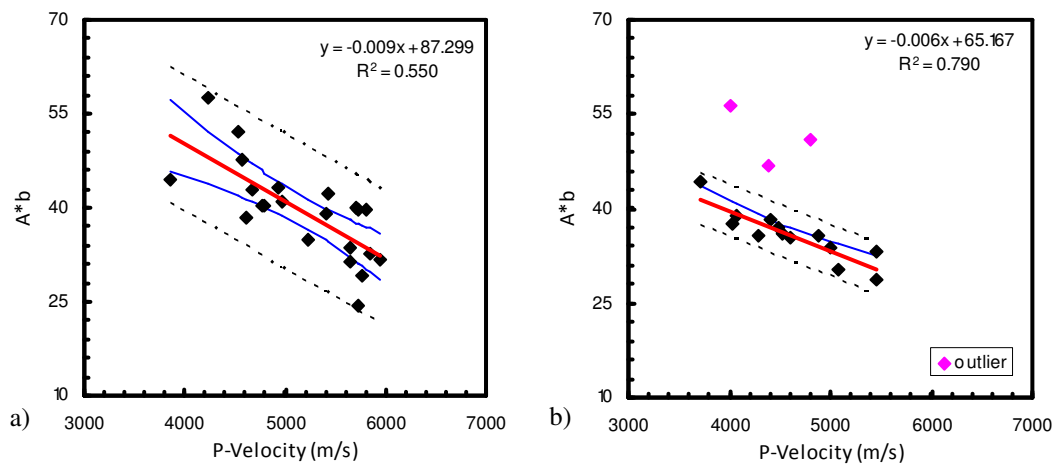 a)
70
55
40
25
10
A*b
y = -0.009x + 87.299
R² = 0.550
3000 4000 5000 6000 7000
P-Velocity (m/s)
b)
70
55
40
25
10
A*b
y = -0.006x + 65.167
R² = 0.790
outlier
3000 4000 5000 6000 7000
P-Velocity (m/s)